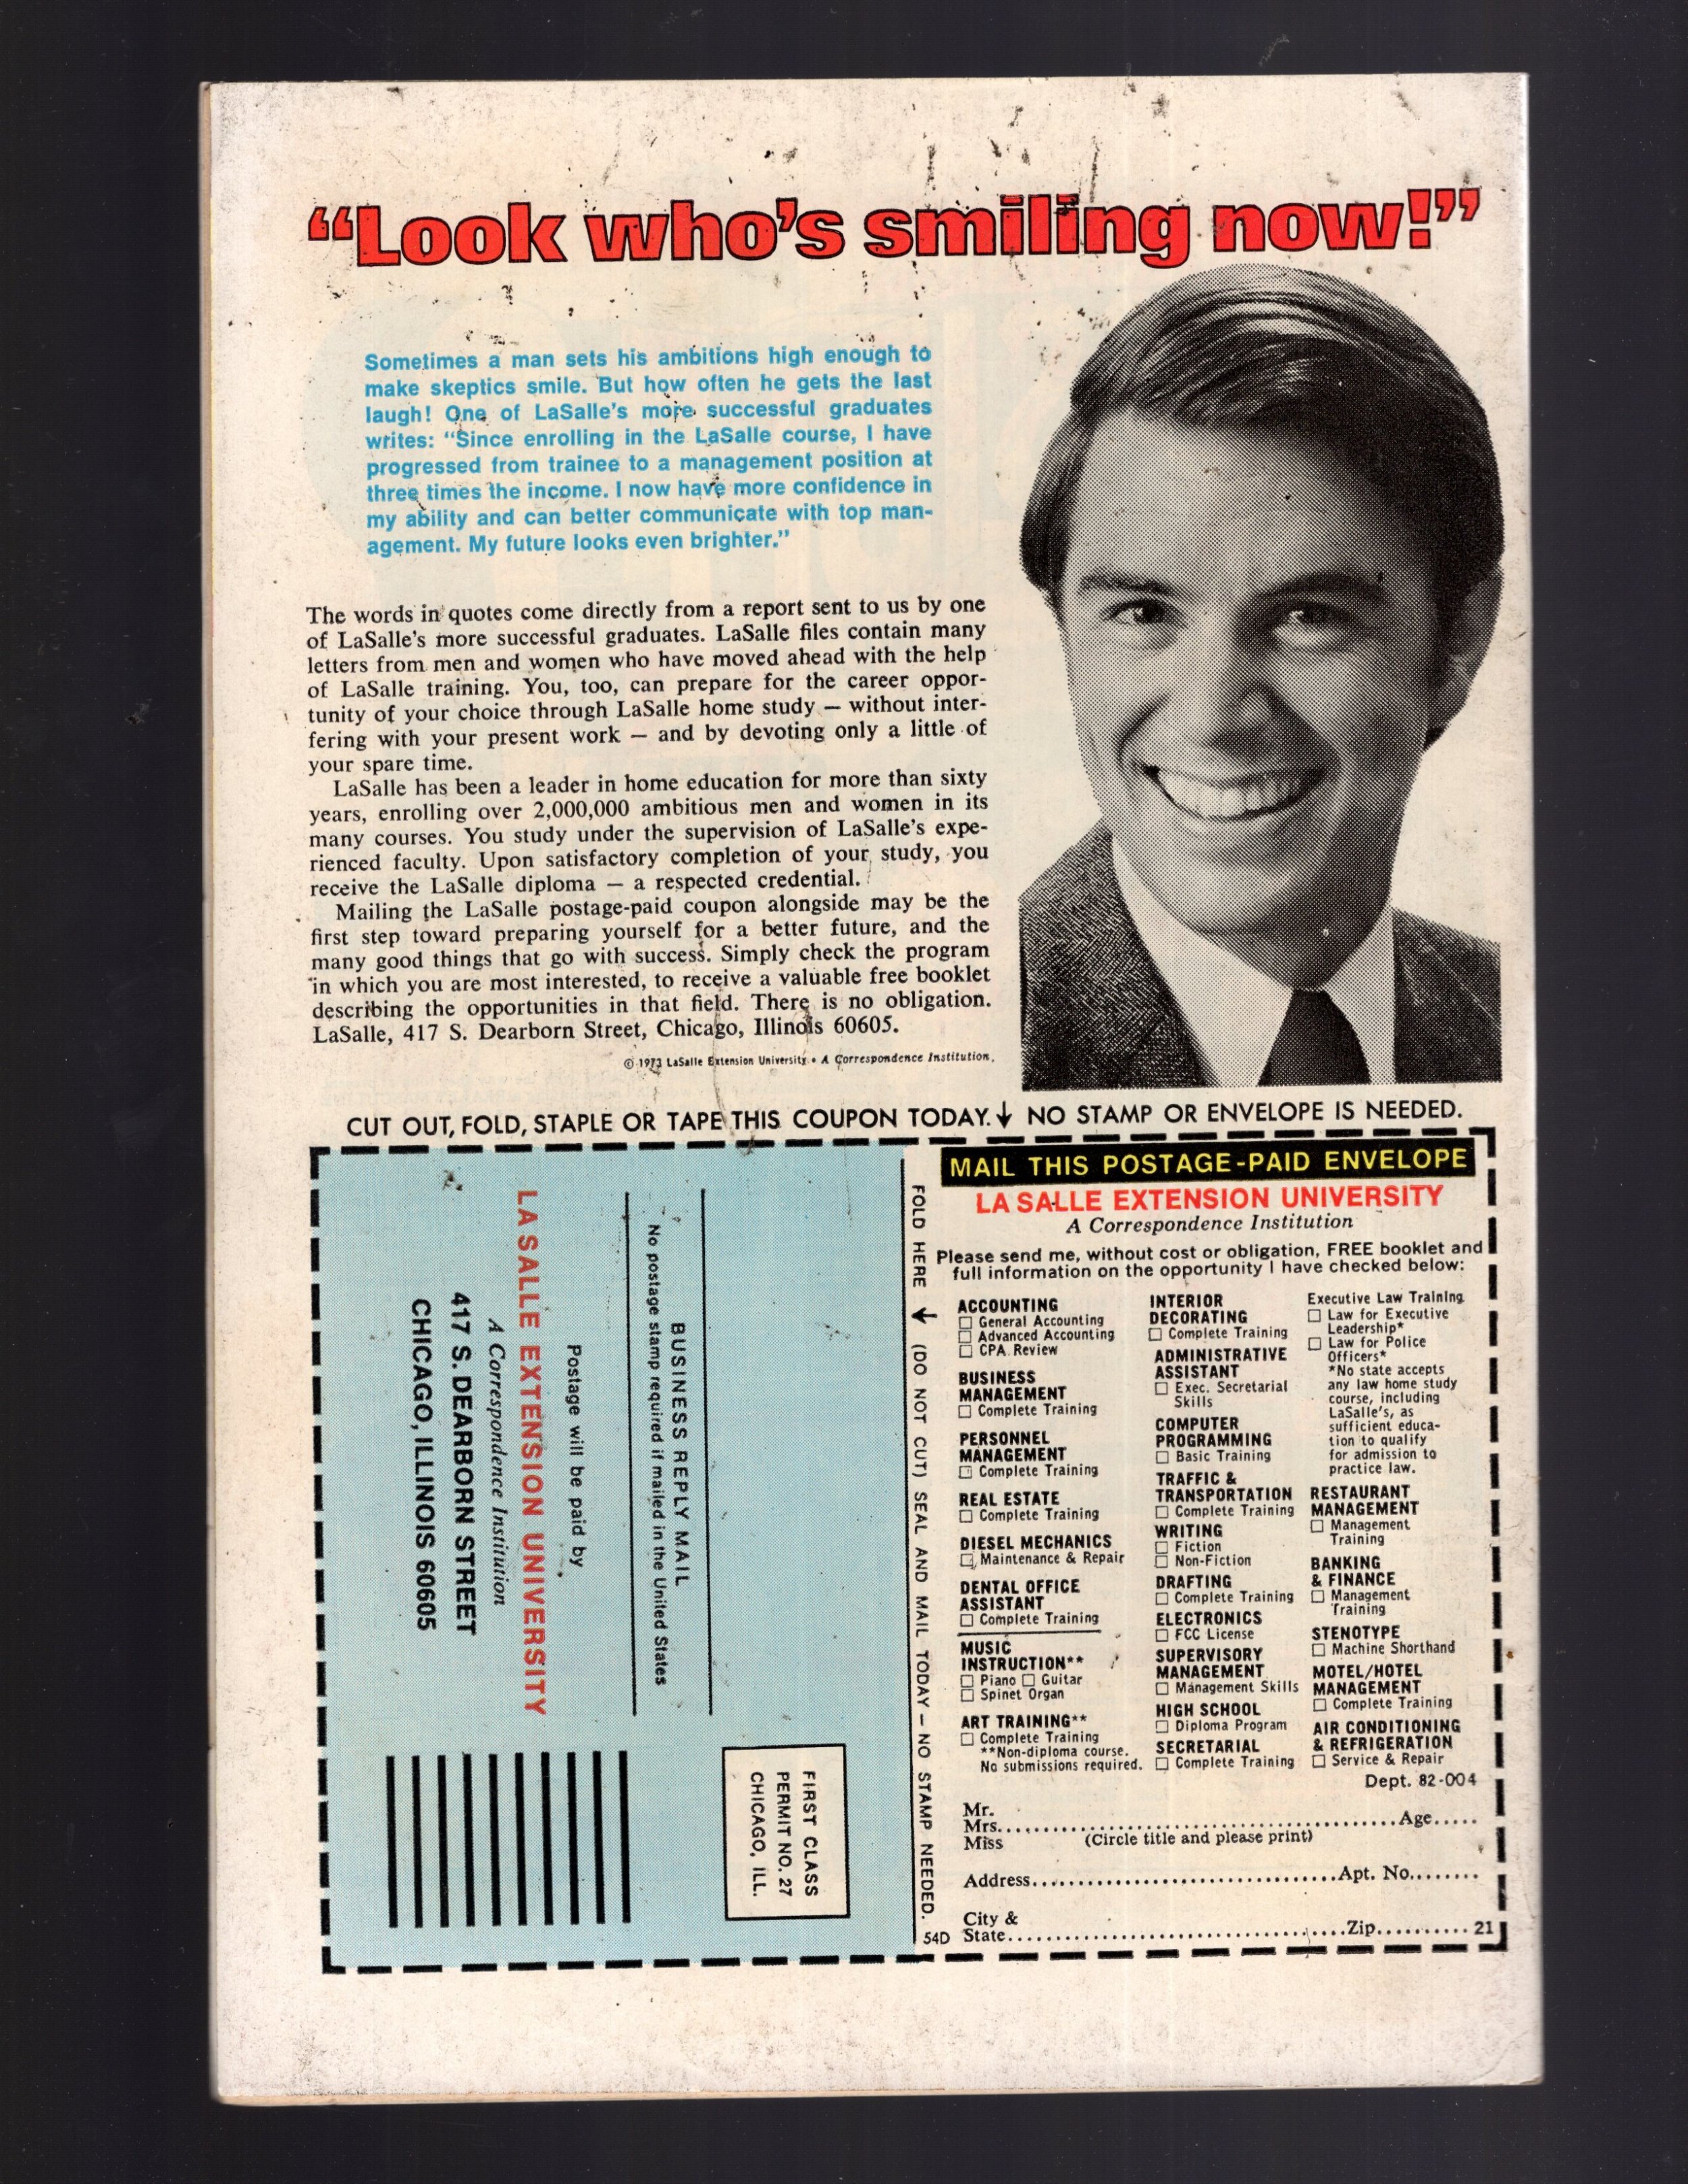 “Look who’s smiling now!”
Sometimes a man sets his ambitions high enough to
make skeptics smile. But how often he gets the last
laugh! One of LaSalle’s more successful graduates
writes: “Since enrolling in the LaSalle course, I have
progressed from trainee to a management position at
three times the income. I now have more confidence in
my ability and can better communicate with top man-
agement. My future looks even brighter.”
The words in quotes come directly from a report sent to us by one
of LaSalle’s more successful graduates. LaSalle files contain many
letters from men and women who have moved ahead with the help
of LaSalle training. You, too, can prepare for the career oppor-
tunity of your choice through LaSalle home study — without inter-
fering with your present work — and by devoting only a little of
your spare time.
LaSalle has been a leader in home education for more than sixty
years, enrolling over 2,000,000 ambitious men and women in its
many courses. You study under the supervision of LaSalle’s expe-
rienced faculty. Upon satisfactory completion of your study, you
receive the LaSalle diploma — a respected credential.
Mailing the LaSalle postage-paid coupon alongside may be the
first step toward preparing yourself for a better future, and the
many good things that go with success. Simply check the program
in which you are most interested, to receive a valuable free booklet
describing the opportunities in that field. There is no obligation.
LaSalle, 417 S. Dearborn Street, Chicago, Illinois 60605.
© 1973 LaSalle Extension University • A Correspondence Institution.
CUT OUT, FOLD, STAPLE OR TAPE THIS COUPON TODAY. ↓ NO STAMP OR ENVELOPE IS NEEDED.
FIRST CLASS
PERMIT NO. 27
CHICAGO, ILL.
BUSINESS REPLY MAIL
No postage stamp required if mailed in the United States
Postage will be paid by
LASALLE EXTENSION UNIVERSITY
A Correspondence Institution
417 S. DEARBORN STREET
CHICAGO, ILLINOIS 60605
FOLD HERE ↓ (DO NOT CUT) SEAL AND MAIL TODAY — NO STAMP NEEDED.
54D
MAIL THIS POSTAGE-PAID ENVELOPE
LA SALLE EXTENSION UNIVERSITY
A Correspondence Institution
Please send me, without cost or obligation, FREE booklet and
full information on the opportunity I have checked below:
ACCOUNTING
☐ General Accounting
☐ Advanced Accounting
☐ CPA Review
BUSINESS
MANAGEMENT
☐ Complete Training
PERSONNEL
MANAGEMENT
☐ Complete Training
REAL ESTATE
☐ Complete Training
DIESEL MECHANICS
☐ Maintenance & Repair
DENTAL OFFICE
ASSISTANT
☐ Complete Training
MUSIC
INSTRUCTION**
☐ Piano ☐ Guitar
☐ Spinet Organ
ART TRAINING**
☐ Complete Training
**Non-diploma course.
No submissions required.
INTERIOR
DECORATING
☐ Complete Training
ADMINISTRATIVE
ASSISTANT
☐ Exec. Secretarial
Skills
COMPUTER
PROGRAMMING
☐ Basic Training
TRAFFIC &
TRANSPORTATION
☐ Complete Training
WRITING
☐ Fiction
☐ Non-Fiction
DRAFTING
☐ Complete Training
ELECTRONICS
☐ FCC License
SUPERVISORY
MANAGEMENT
☐ Management Skills
HIGH SCHOOL
☐ Diploma Program
SECRETARIAL
☐ Complete Training
Executive Law Training
☐ Law for Executive
Leadership*
☐ Law for Police
Officers*
*No state accepts
any law home study
course, including
LaSalle’s, as
sufficient educa-
tion to qualify
for admission to
practice law.
RESTAURANT
MANAGEMENT
☐ Management
Training
BANKING
& FINANCE
☐ Management
Training
STENOTYPE
☐ Machine Shorthand
MOTEL/HOTEL
MANAGEMENT
☐ Complete Training
AIR CONDITIONING
& REFRIGERATION
☐ Service & Repair
Dept. 82-004
Mr.
Mrs. Age
Miss (Circle title and please print)
Address Apt. No.
City &
State Zip 21